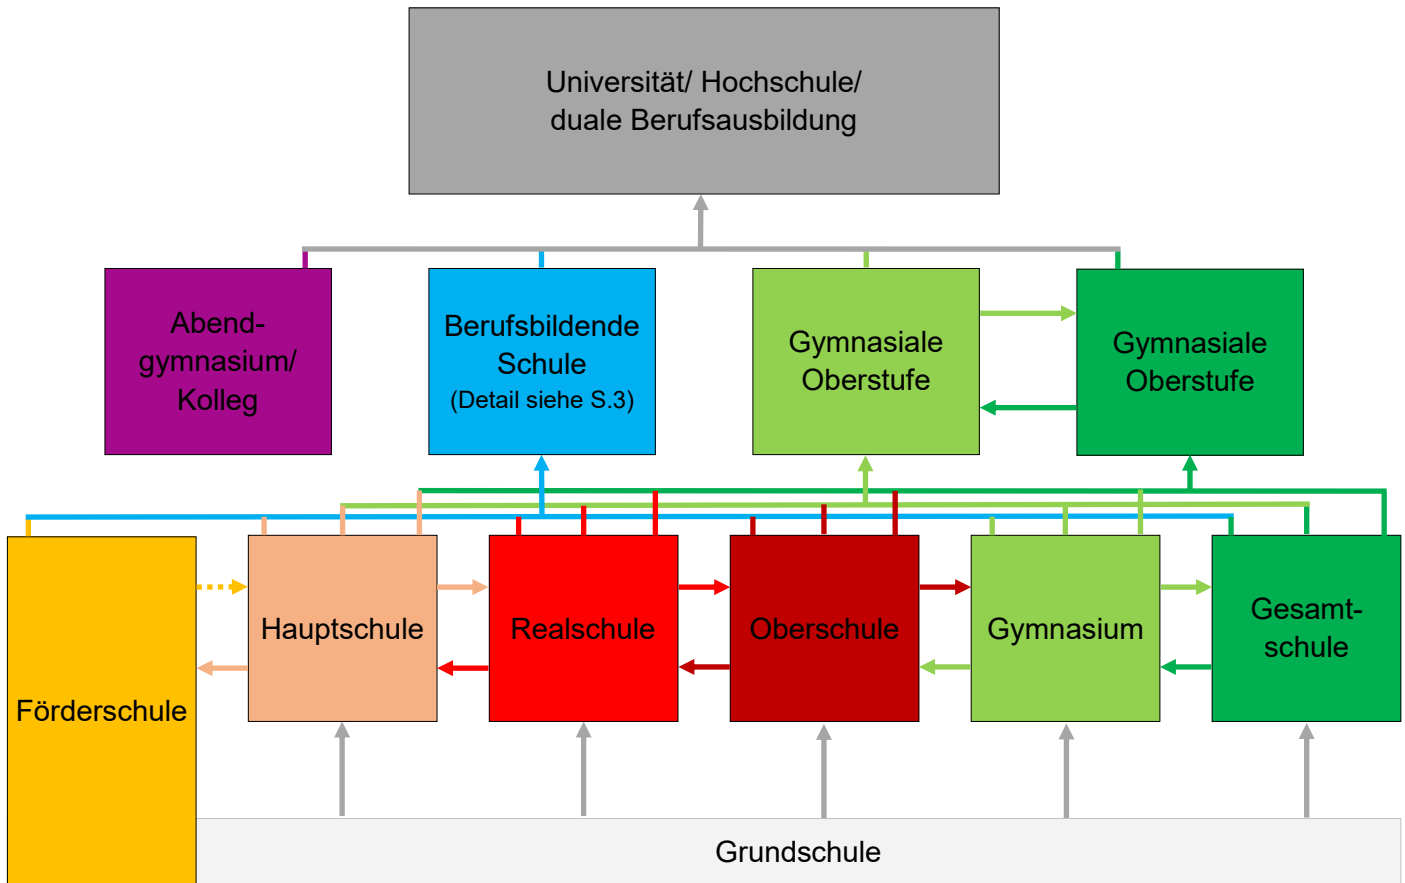 Universität/ Hochschule/
duale Berufsausbildung
Abend-
gymnasium/
Kolleg
Berufsbildende
Schule
(Detail siehe S.3)
Gymnasiale
Oberstufe
Gymnasiale
Oberstufe
Förderschule
Hauptschule
Realschule
Oberschule
Gymnasium
Gesamt-
schule
Grundschule